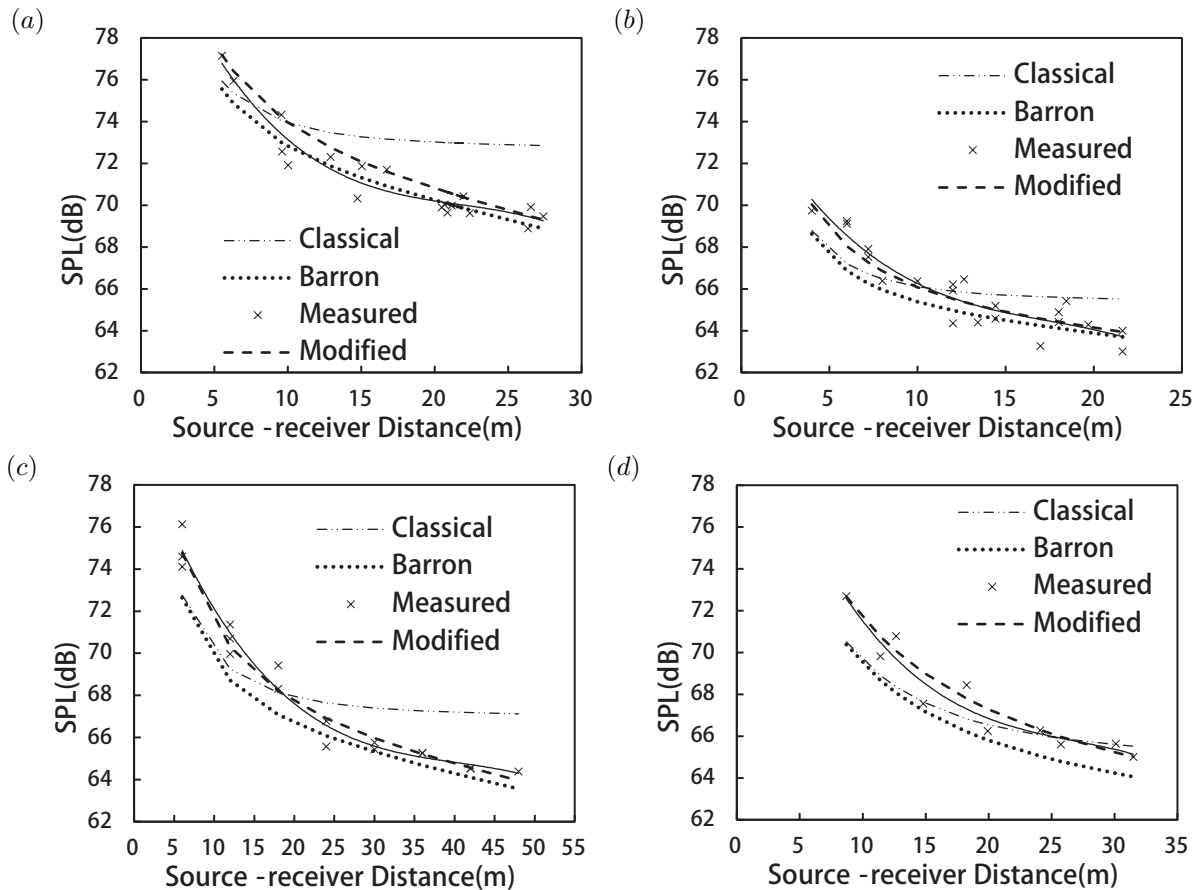 (a)
78
76
74
72
70
68
66
64
62
SPL(dB)
Classical
Barron
Measured
Modified
0 5 10 15 20 25 30
Source -receiver Distance(m)
(b)
78
76
74
72
70
68
66
64
62
SPL(dB)
Classical
Barron
Measured
Modified
0 5 10 15 20 25
Source -receiver Distance(m)
(c)
78
76
74
72
70
68
66
64
62
SPL(dB)
Classical
Barron
Measured
Modified
0 5 10 15 20 25 30 35 40 45 50 55
Source -receiver Distance(m)
(d)
78
76
74
72
70
68
66
64
62
SPL(dB)
Classical
Barron
Measured
Modified
0 5 10 15 20 25 30 35
Source -receiver Distance(m)